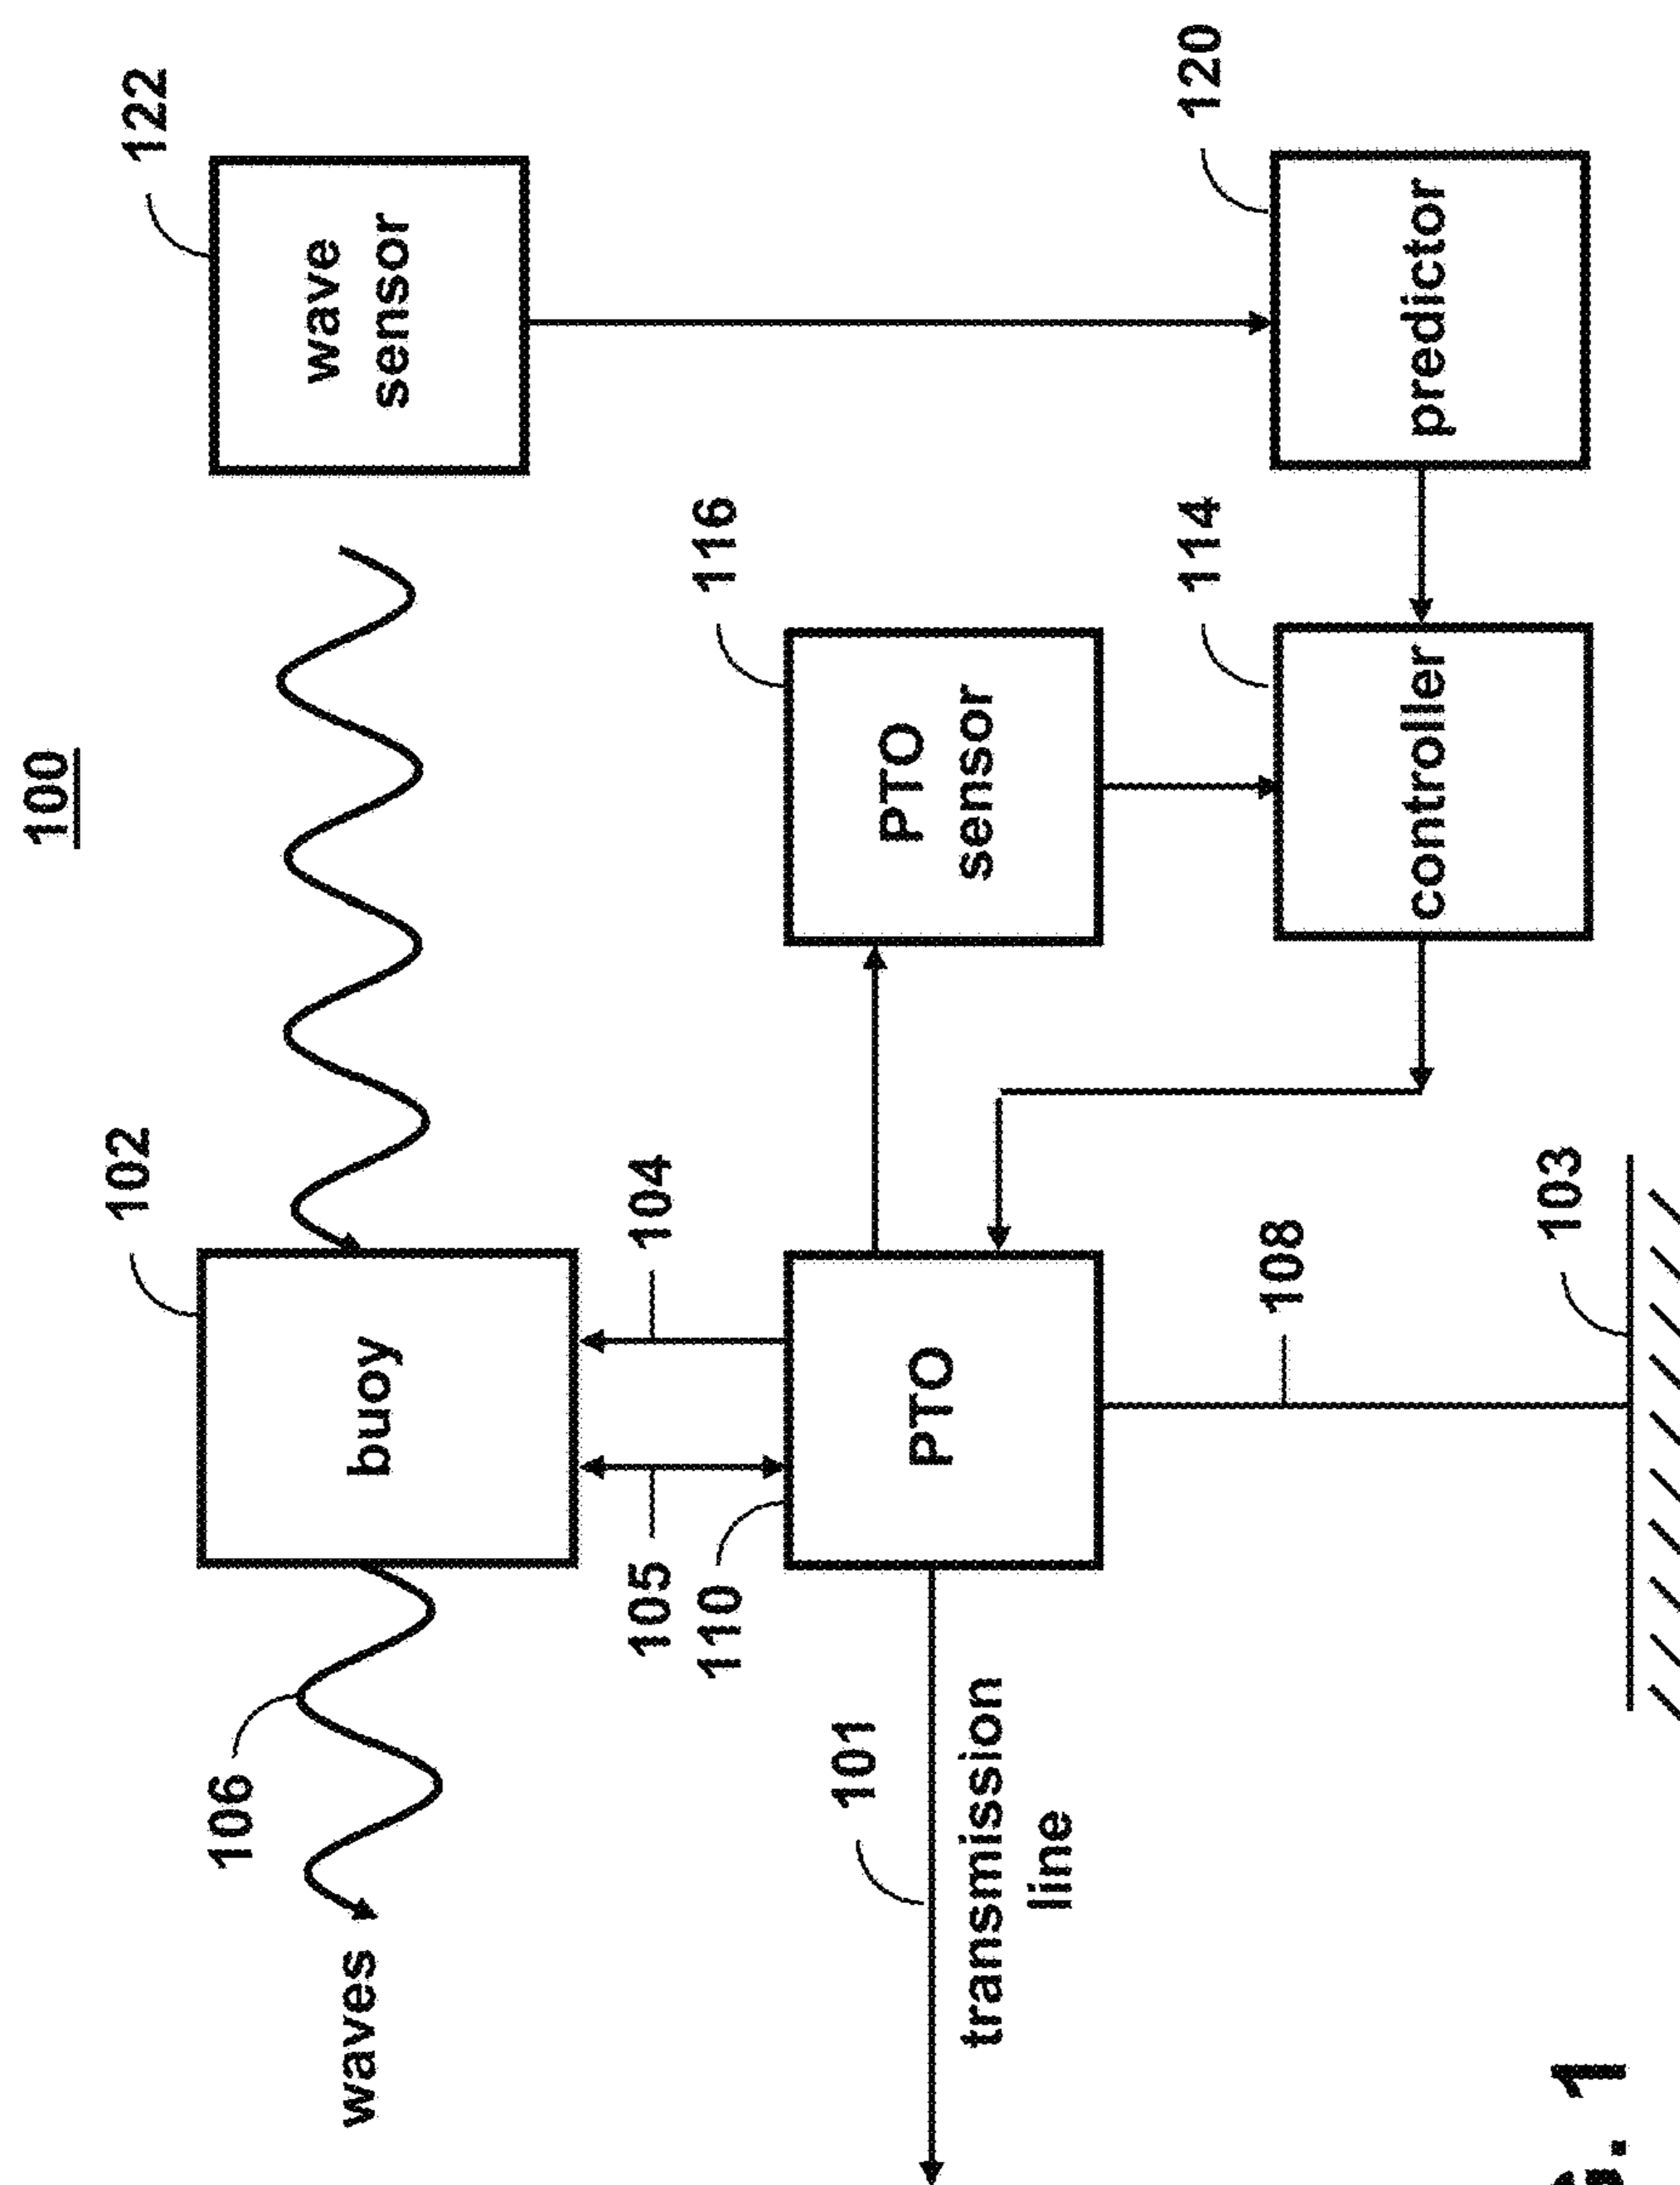 100
102
122
106
waves
buoy
wave
sensor
105
104
110
116
101
PTO
PTO
sensor
transmission
line
114
120
108
controller
predictor
103
. 1